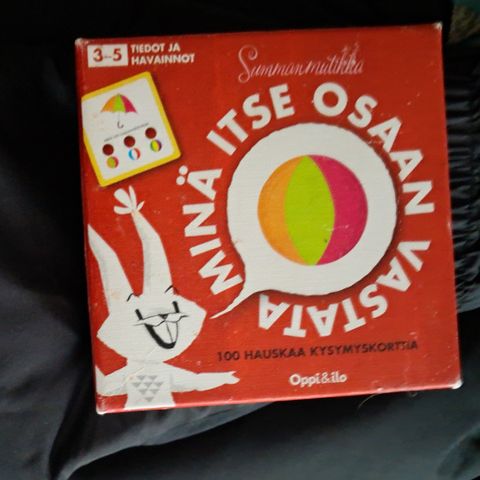 3–5 TIEDOT JA
HAVAINNOT
Summanmutikka
MINÄ ITSE OSAAN VASTATA
100 HAUSKAA KYSYMYSKORTTIA
Oppi&ilo